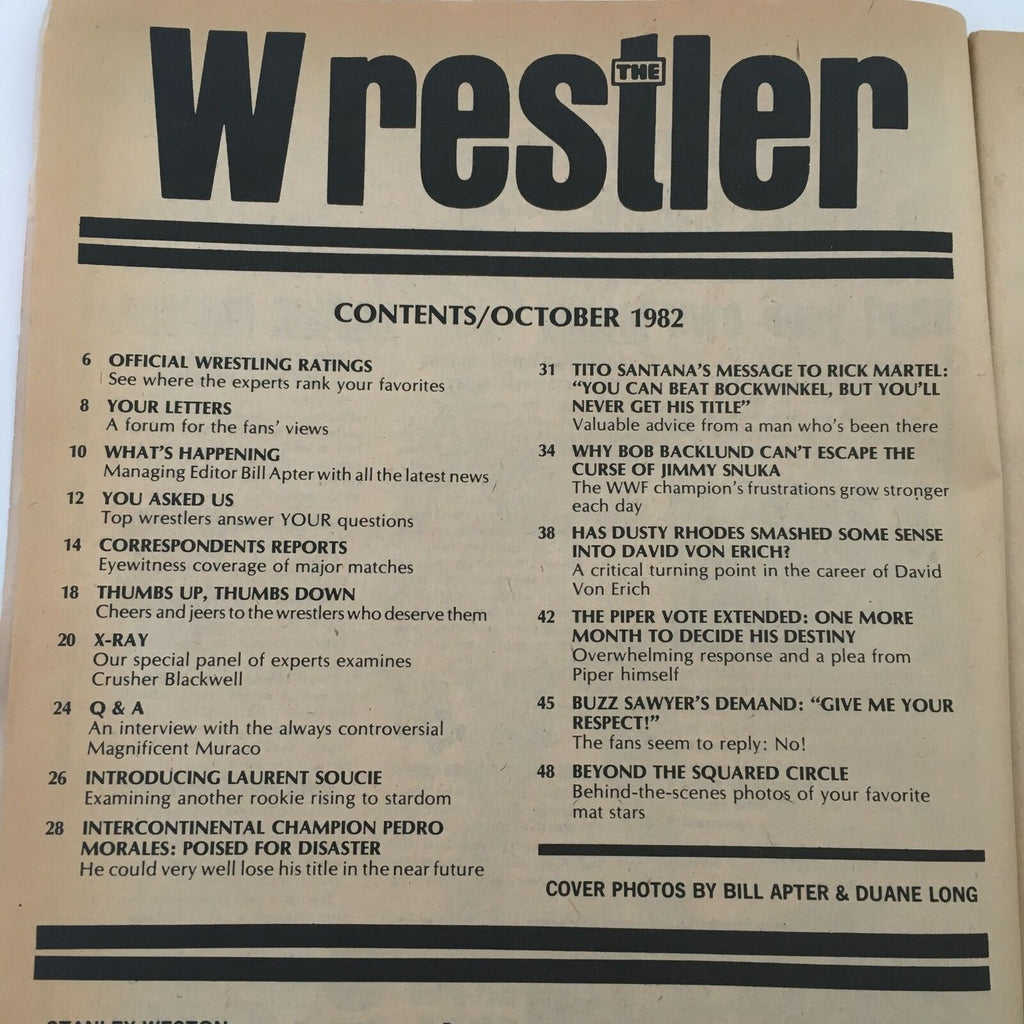 THE
Wrestler
CONTENTS/OCTOBER 1982
6 OFFICIAL WRESTLING RATINGS
See where the experts rank your favorites
8 YOUR LETTERS
A forum for the fans' views
10 WHAT'S HAPPENING
Managing Editor Bill Apter with all the latest news
12 YOU ASKED US
Top wrestlers answer YOUR questions
14 CORRESPONDENTS REPORTS
Eyewitness coverage of major matches
18 THUMBS UP, THUMBS DOWN
Cheers and jeers to the wrestlers who deserve them
20 X-RAY
Our special panel of experts examines
Crusher Blackwell
24 Q & A
An interview with the always controversial
Magnificent Muraco
26 INTRODUCING LAURENT SOUCIE
Examining another rookie rising to stardom
28 INTERCONTINENTAL CHAMPION PEDRO
MORALES: POISED FOR DISASTER
He could very well lose his title in the near future
31 TITO SANTANA'S MESSAGE TO RICK MARTEL:
"YOU CAN BEAT BOCKWINKEL, BUT YOU'LL
NEVER GET HIS TITLE"
Valuable advice from a man who's been there
34 WHY BOB BACKLUND CAN'T ESCAPE THE
CURSE OF JIMMY SNUKA
The WWF champion's frustrations grow stronger
each day
38 HAS DUSTY RHODES SMASHED SOME SENSE
INTO DAVID VON ERICH?
A critical turning point in the career of David
Von Erich
42 THE PIPER VOTE EXTENDED: ONE MORE
MONTH TO DECIDE HIS DESTINY
Overwhelming response and a plea from
Piper himself
45 BUZZ SAWYER'S DEMAND: "GIVE ME YOUR
RESPECT!"
The fans seem to reply: No!
48 BEYOND THE SQUARED CIRCLE
Behind-the-scenes photos of your favorite
mat stars
COVER PHOTOS BY BILL APTER & DUANE LONG
STANLEY WESTON